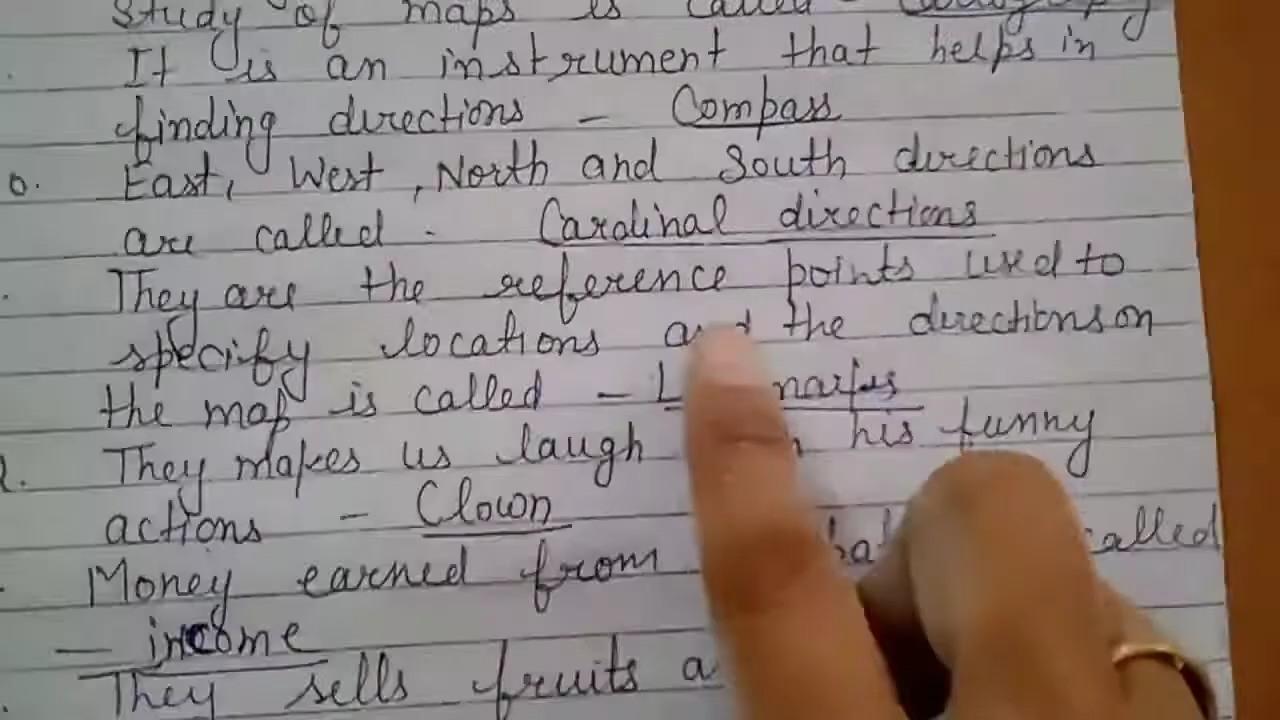 study of maps is called
It is an instrument that helps in
finding directions - Compass
0. East, West, North and South directions
are called - Cardinal directions
They are the reference points used to
specify locations and the directions on
the map is called -
They makes us laugh his funny
actions - Clown
Money earned from called
- income
They sells fruits